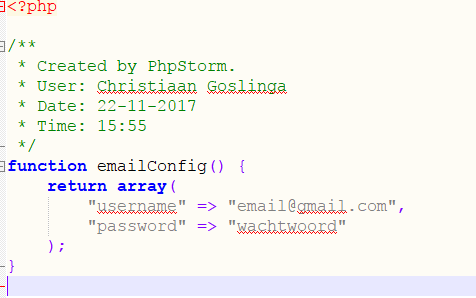 <?php
/**
* Created by PhpStorm.
* User: Christiaan Goslinga
* Date: 22-11-2017
* Time: 15:55
*/
function emailConfig() {
return array(
"username" => "email@gmail.com",
"password" => "wachtwoord"
);
}